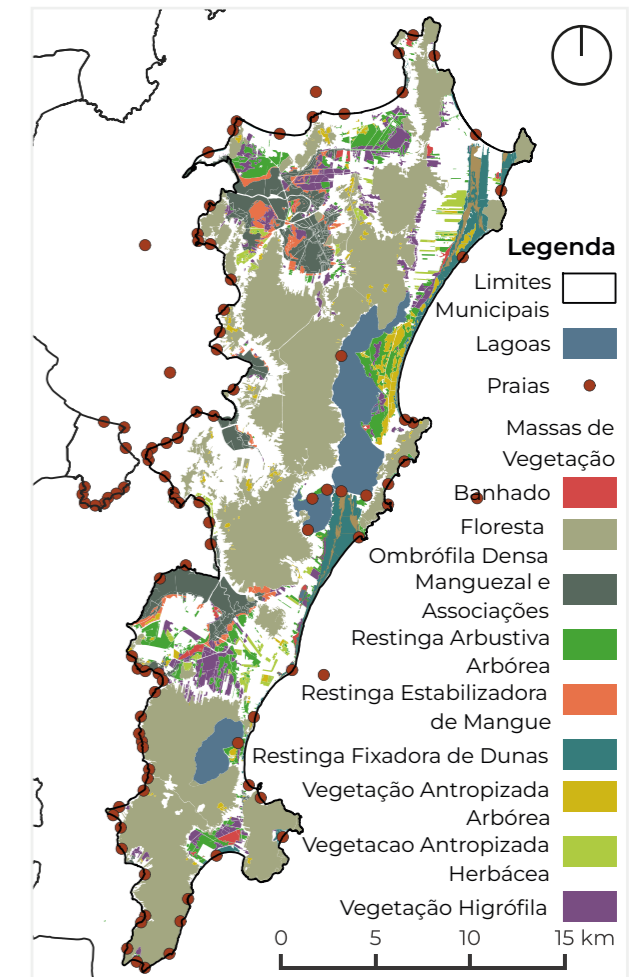 Legenda
Limites
Municipais
Lagoas
Praias
Massas de
Vegetação
Banhado
Floresta
Ombrófila Densa
Manguezal e
Associações
Restinga Arbustiva
Arbórea
Restinga Estabilizadora
de Mangue
Restinga Fixadora de Dunas
Vegetação Antropizada
Arbórea
Vegetacao Antropizada
Herbácea
Vegetação Higrófila
0 5 10 15 km